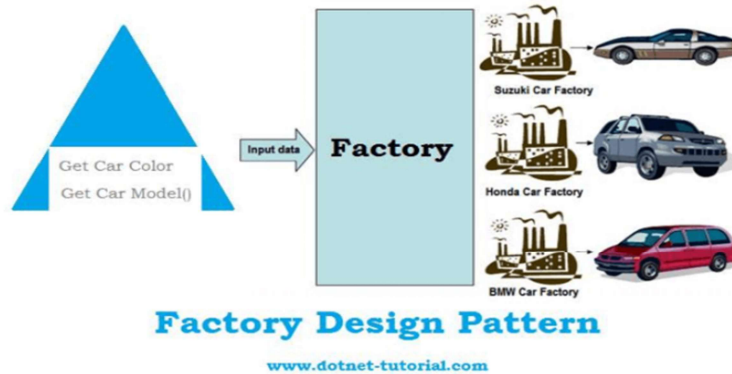 Get Car Color
Get Car Model()
Input data
Factory
Suzuki Car Factory
Honda Car Factory
BMW Car Factory
Factory Design Pattern
www.dotnet-tutorial.com